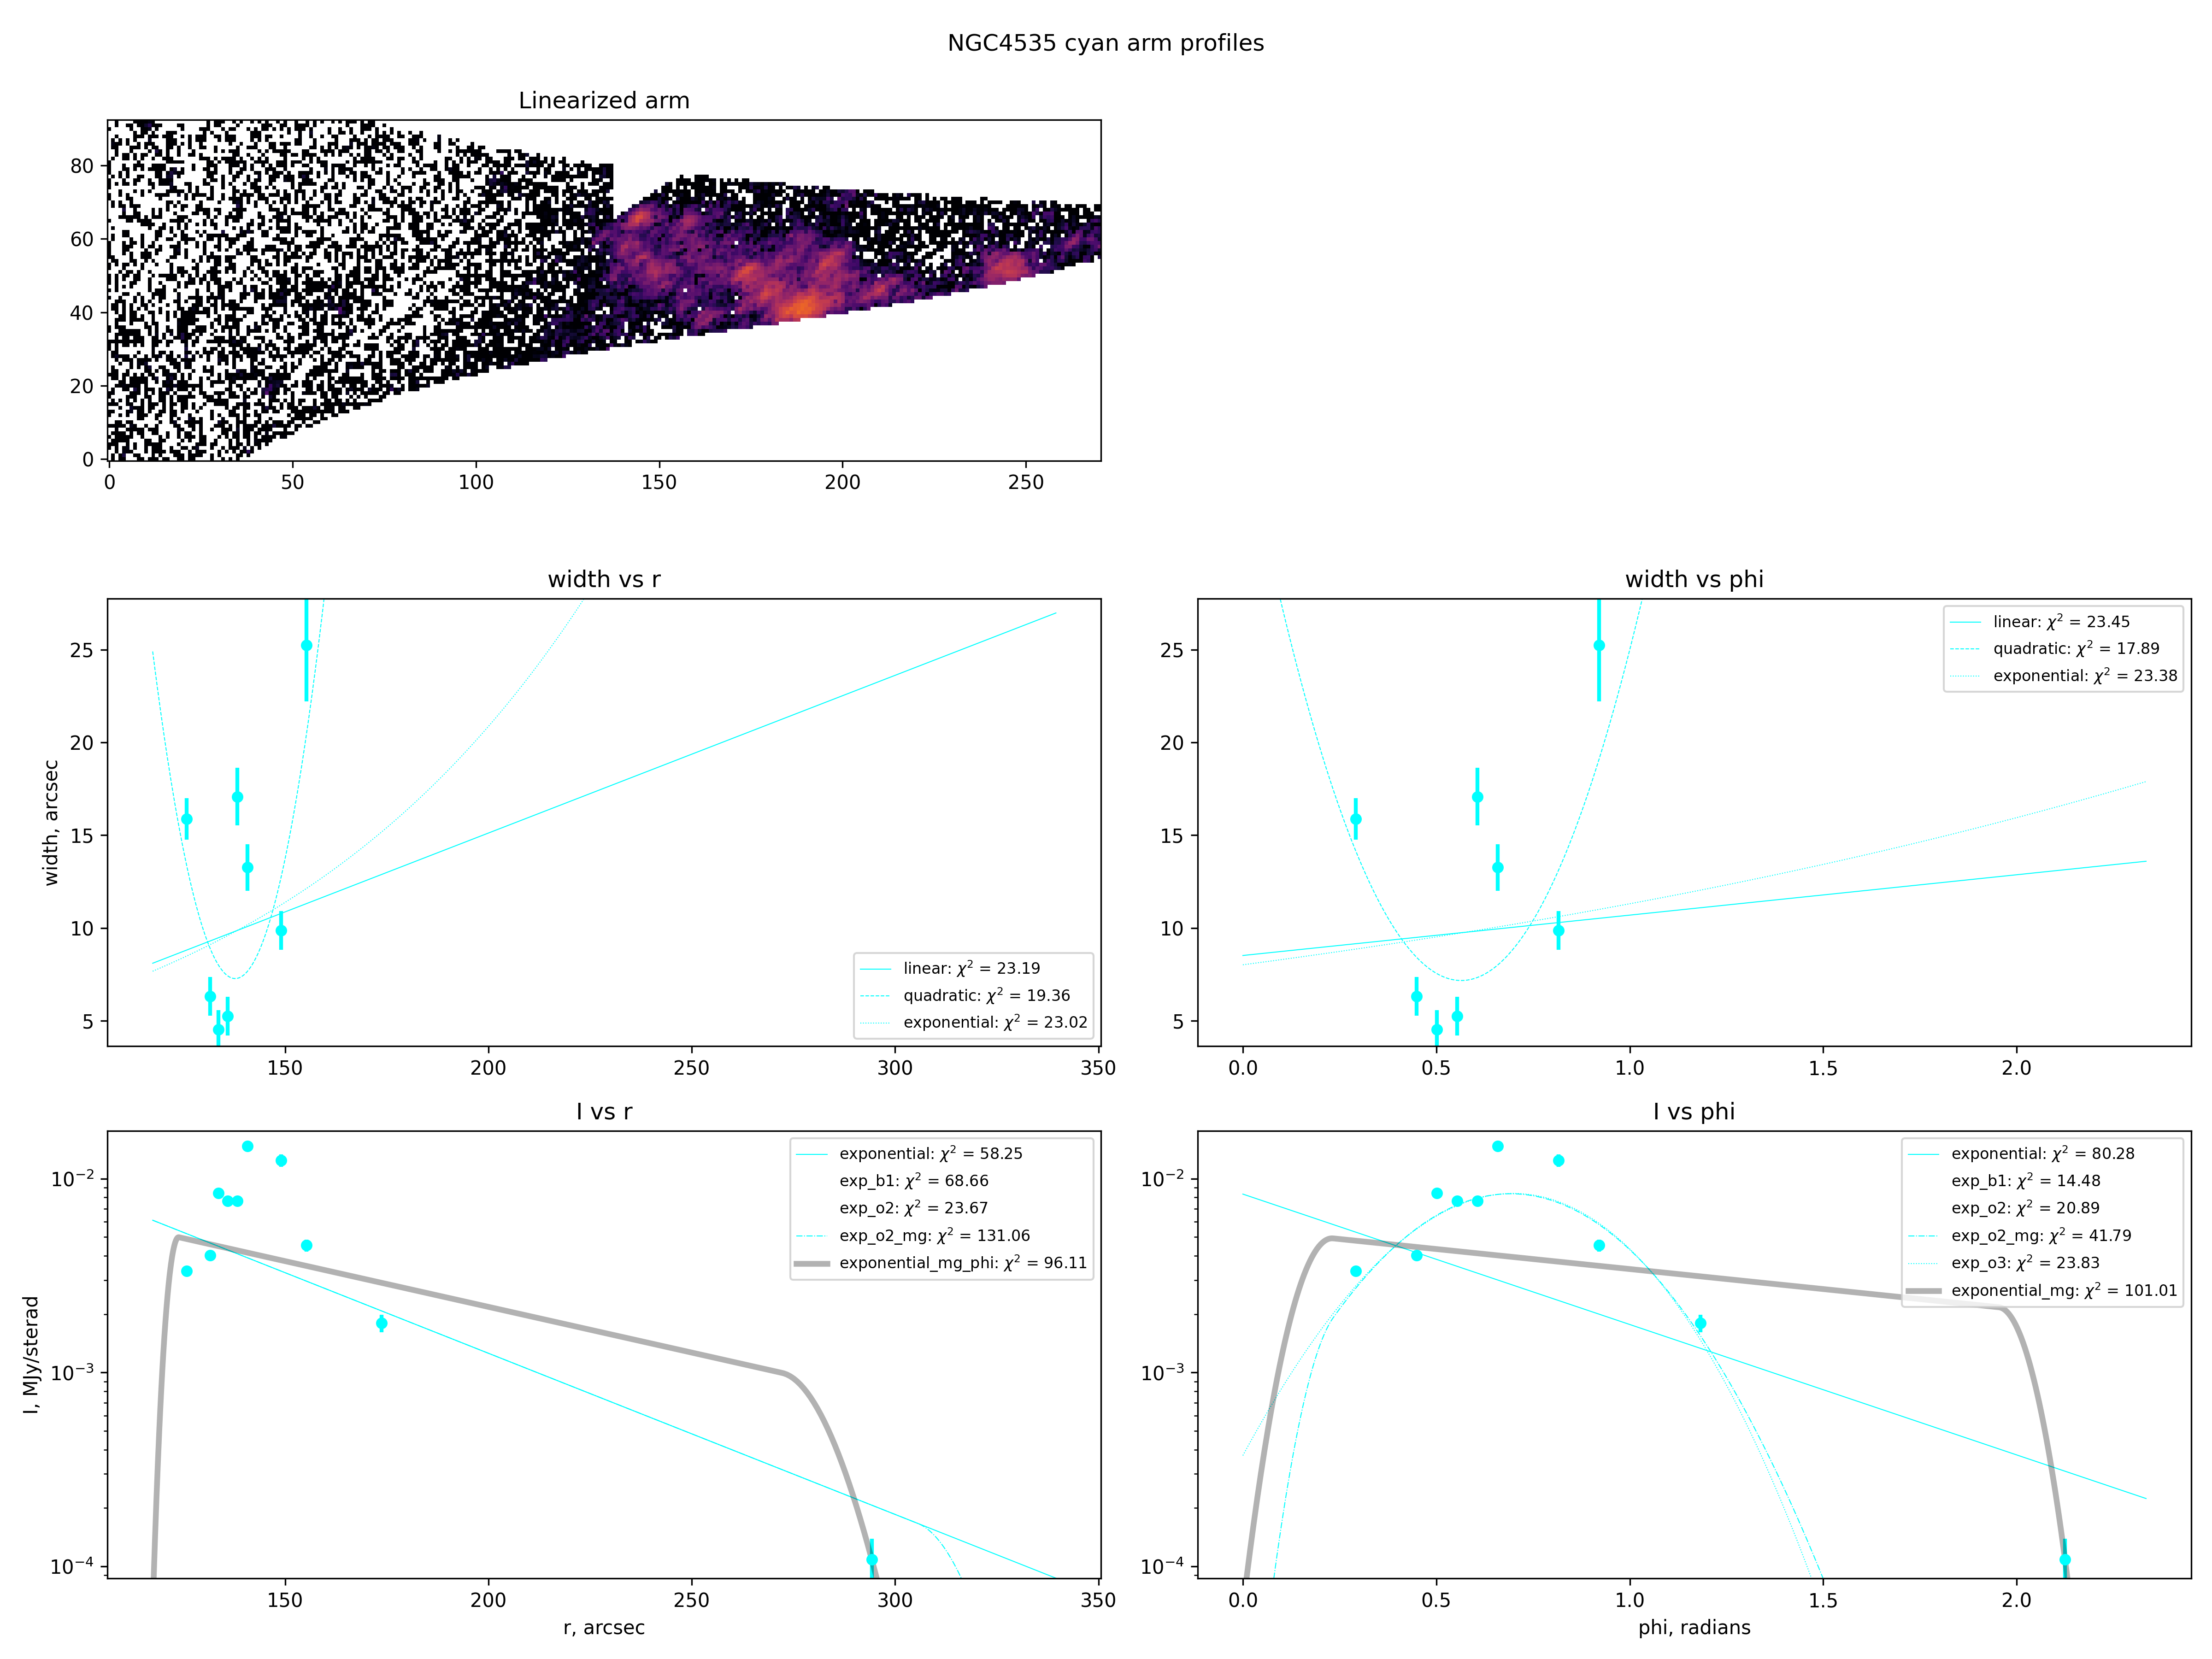 NGC4535 cyan arm profiles
Linearized arm
80
60
40
20
0
0 50 100 150 200 250
width vs r
width, arcsec
25
20
15
10
5
linear: χ² = 23.19
quadratic: χ² = 19.36
exponential: χ² = 23.02
150 200 250 300 350
width vs phi
25
20
15
10
5
linear: χ² = 23.45
quadratic: χ² = 17.89
exponential: χ² = 23.38
0.0 0.5 1.0 1.5 2.0
I vs r
I, MJy/sterad
10⁻²
10⁻³
10⁻⁴
exponential: χ² = 58.25
exp_b1: χ² = 68.66
exp_o2: χ² = 23.67
exp_o2_mg: χ² = 131.06
exponential_mg_phi: χ² = 96.11
150 200 250 300 350
r, arcsec
I vs phi
10⁻²
10⁻³
10⁻⁴
exponential: χ² = 80.28
exp_b1: χ² = 14.48
exp_o2: χ² = 20.89
exp_o2_mg: χ² = 41.79
exp_o3: χ² = 23.83
exponential_mg: χ² = 101.01
0.0 0.5 1.0 1.5 2.0
phi, radians